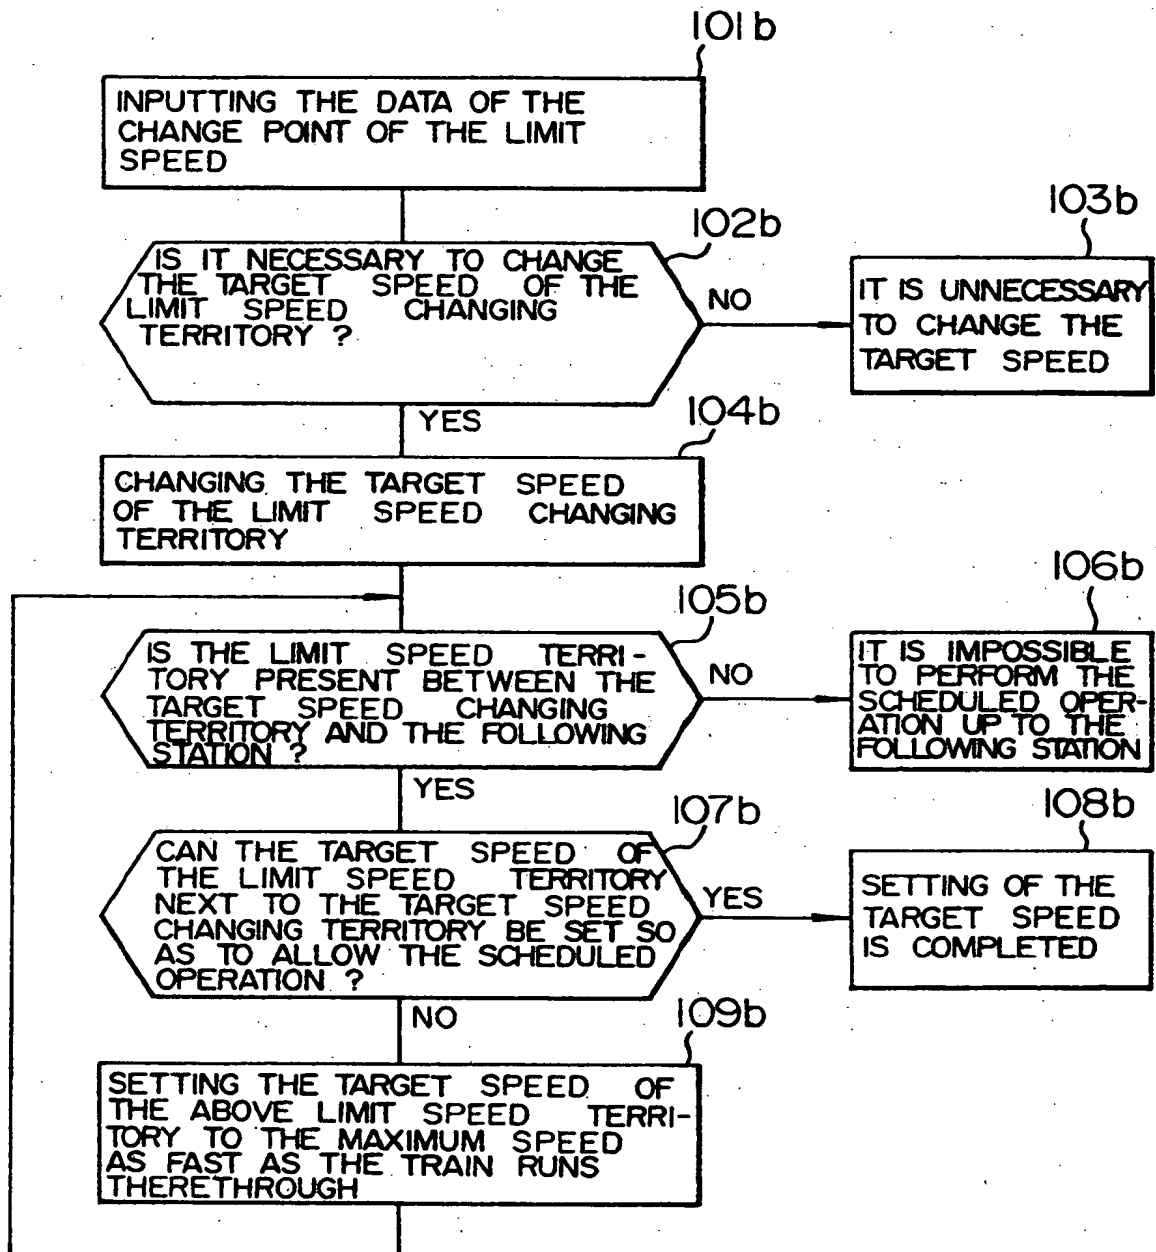 101b
INPUTTING THE DATA OF THE
CHANGE POINT OF THE LIMIT
SPEED
102b
IS IT NECESSARY TO CHANGE
THE TARGET SPEED OF THE
LIMIT SPEED CHANGING
TERRITORY ?
NO
103b
IT IS UNNECESSARY
TO CHANGE THE
TARGET SPEED
YES
104b
CHANGING THE TARGET SPEED
OF THE LIMIT SPEED CHANGING
TERRITORY
105b
IS THE LIMIT SPEED TERRI-
TORY PRESENT BETWEEN THE
TARGET SPEED CHANGING
TERRITORY AND THE FOLLOWING
STATION ?
NO
106b
IT IS IMPOSSIBLE
TO PERFORM THE
SCHEDULED OPER-
ATION UP TO THE
FOLLOWING STATION
YES
107b
CAN THE TARGET SPEED OF
THE LIMIT SPEED TERRITORY
NEXT TO THE TARGET SPEED
CHANGING TERRITORY BE SET SO
AS TO ALLOW THE SCHEDULED
OPERATION ?
YES
108b
SETTING OF THE
TARGET SPEED
IS COMPLETED
NO
109b
SETTING THE TARGET SPEED OF
THE ABOVE LIMIT SPEED TERRI-
TORY TO THE MAXIMUM SPEED
AS FAST AS THE TRAIN RUNS
THERETHROUGH